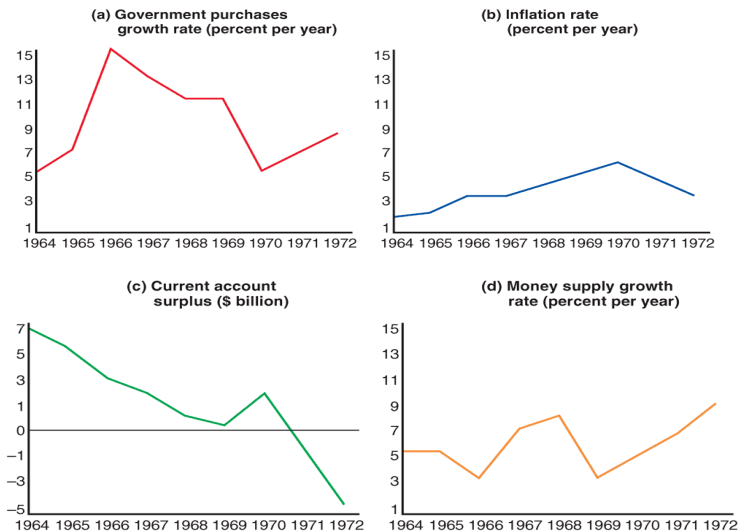 (a) Government purchases
growth rate (percent per year)
15
13
11
9
7
5
3
1
1964 1965 1966 1967 1968 1969 1970 1971 1972
(b) Inflation rate
(percent per year)
15
13
11
9
7
5
3
1
1964 1965 1966 1967 1968 1969 1970 1971 1972
(c) Current account
surplus ($ billion)
7
5
3
1
0
−1
−3
−5
1964 1965 1966 1967 1968 1969 1970 1971 1972
(d) Money supply growth
rate (percent per year)
15
13
11
9
7
5
3
1
1964 1965 1966 1967 1968 1969 1970 1971 1972